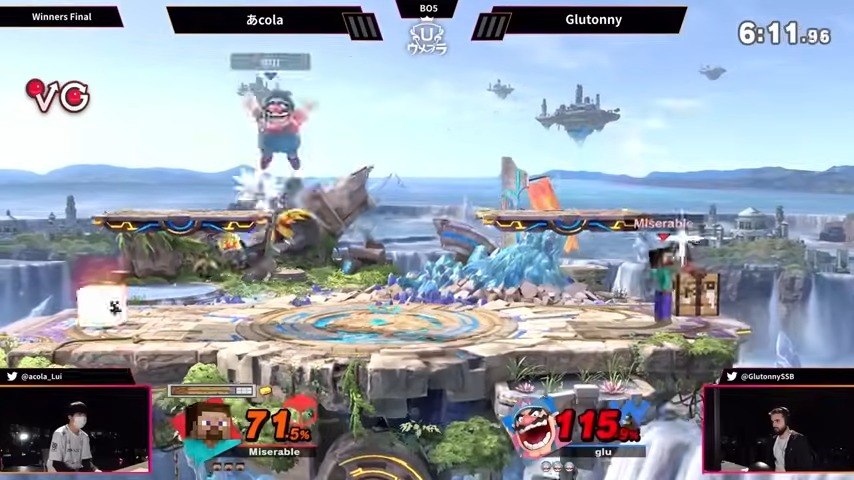 Winners Final
あcola
BO5
Glutonny
ウメブラ
6:11.96
VG
Miserable
@acola_Lui
@GlutonnySSB
71.5%
Miserable
115.9%
glu